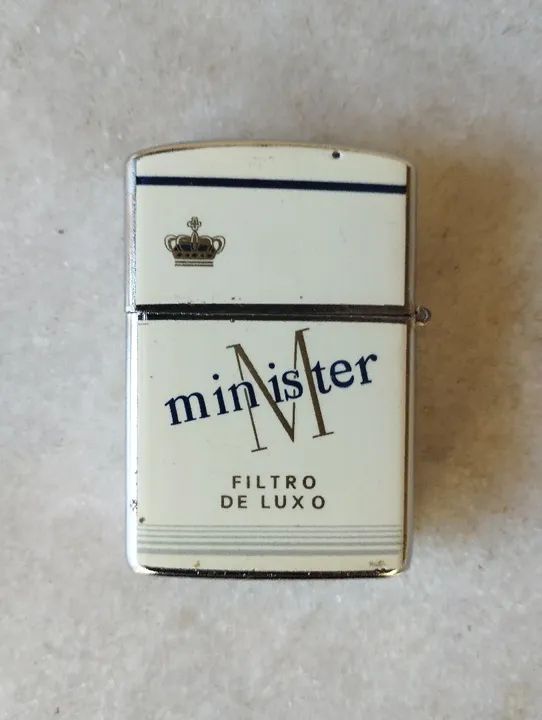 M
minister
FILTRO
DE LUXO